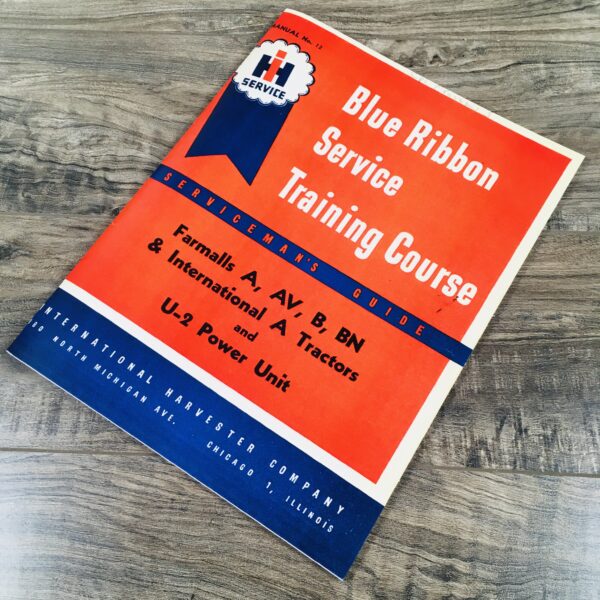 MANUAL No. 13
IH
SERVICE
Blue Ribbon
Service
Training Course
SERVICEMAN'S GUIDE
Farmalls A, AV, B, BN
& International A Tractors
and
U-2 Power Unit
INTERNATIONAL HARVESTER COMPANY
NORTH MICHIGAN AVE. CHICAGO 1, ILLINOIS